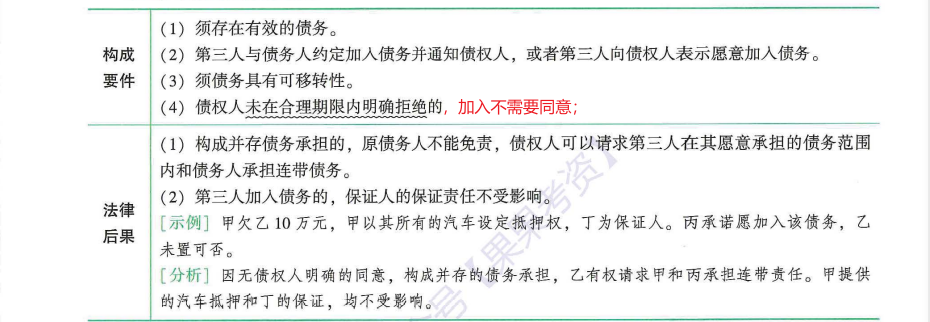 构成
要件
(1) 须存在有效的债务。
(2) 第三人与债务人约定加入债务并通知债权人，或者第三人向债权人表示愿意加入债务。
(3) 须债务具有可移转性。
(4) 债权人未在合理期限内明确拒绝的，加入不需要同意；
法律
后果
(1) 构成并存债务承担的，原债务人不能免责，债权人可以请求第三人在其愿意承担的债务范围
内和债务人承担连带债务。
(2) 第三人加入债务的，保证人的保证责任不受影响。
[示例] 甲欠乙 10 万元，甲以其所有的汽车设定抵押权，丁为保证人。丙承诺愿加入该债务，乙
未置可否。
[分析] 因无债权人明确的同意，构成并存的债务承担，乙有权请求甲和丙承担连带责任。甲提供
的汽车抵押和丁的保证，均不受影响。
号【果果考资】